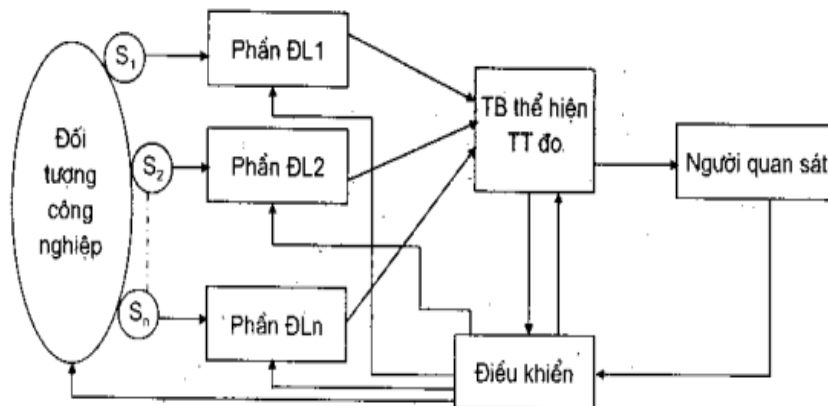 S₁
Phần ĐL1
TB thể hiện
TT đo.
Đối
tượng
công
nghiệp
S₂
Phần ĐL2
Người quan sát
Sₙ
Phần ĐLn
Điều khiển